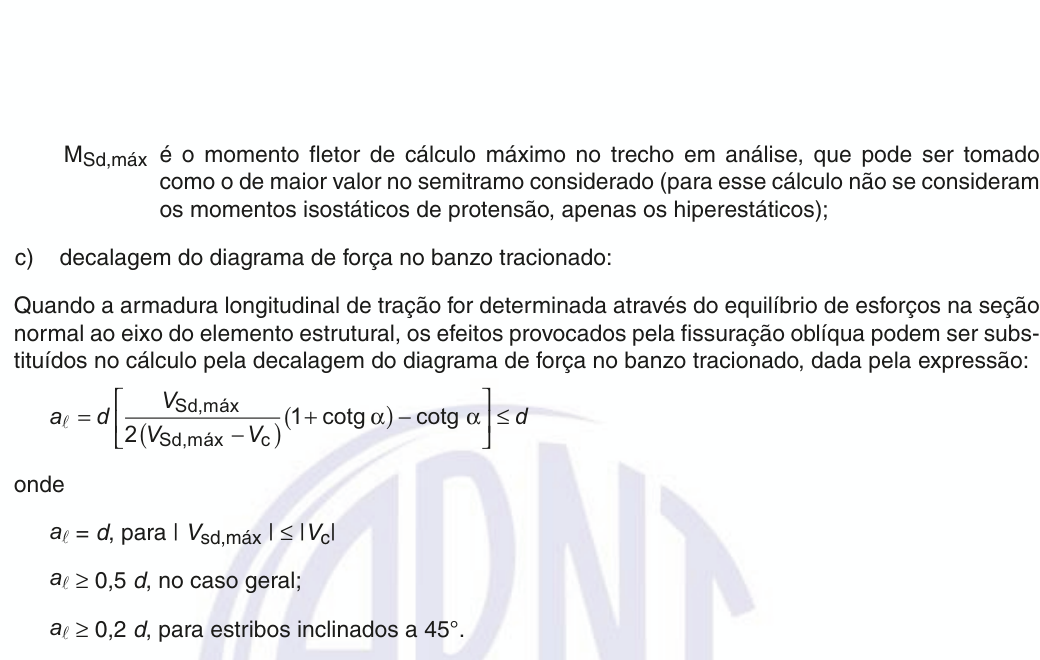 M_Sd,máx é o momento fletor de cálculo máximo no trecho em análise, que pode ser tomado
como o de maior valor no semitramo considerado (para esse cálculo não se consideram
os momentos isostáticos de protensão, apenas os hiperestáticos);
c) decalagem do diagrama de força no banzo tracionado:
Quando a armadura longitudinal de tração for determinada através do equilíbrio de esforços na seção
normal ao eixo do elemento estrutural, os efeitos provocados pela fissuração oblíqua podem ser subs-
tituídos no cálculo pela decalagem do diagrama de força no banzo tracionado, dada pela expressão:
a_ℓ = d [ V_Sd,máx / 2(V_Sd,máx − V_c) (1+ cotg α) − cotg α ] ≤ d
onde
a_ℓ = d, para | V_sd,máx | ≤ |V_c|
a_ℓ ≥ 0,5 d, no caso geral;
a_ℓ ≥ 0,2 d, para estribos inclinados a 45°.
ABNT